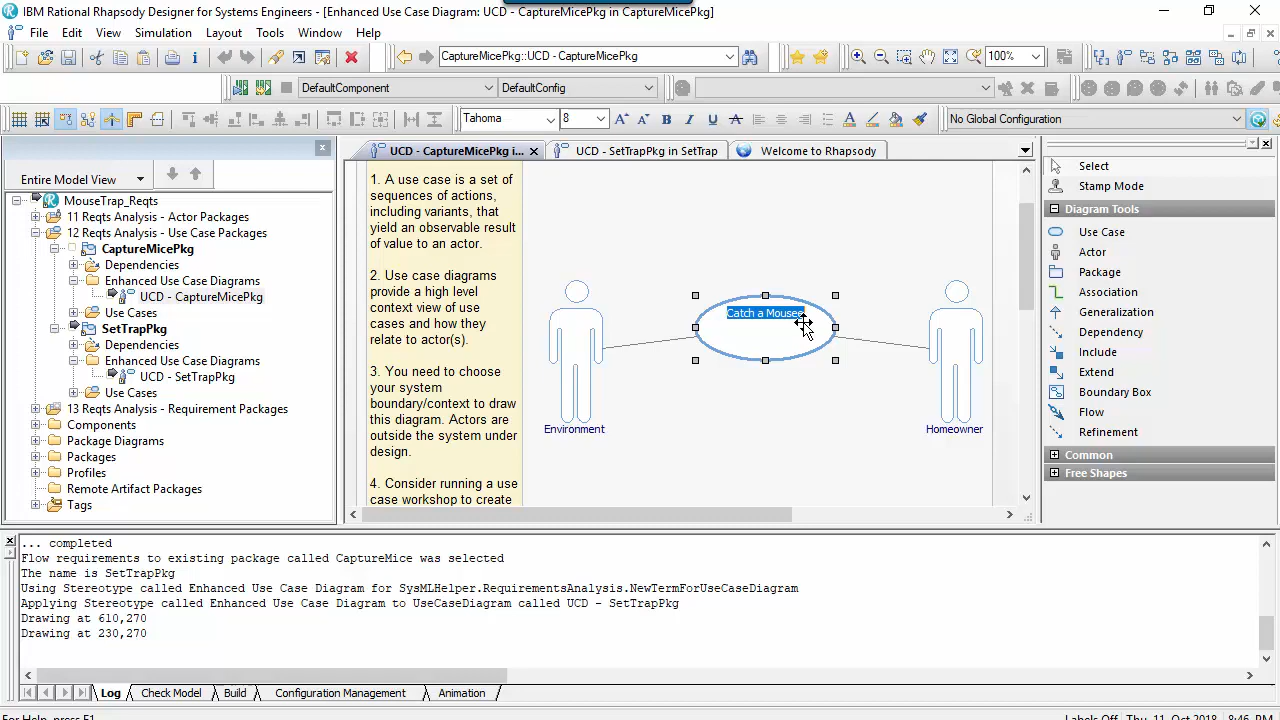 IBM Rational Rhapsody Designer for Systems Engineers - [Enhanced Use Case Diagram: UCD - CaptureMicePkg in CaptureMicePkg]
File Edit View Simulation Layout Tools Window Help
CaptureMicePkg::UCD - CaptureMicePkg
100%
DefaultComponent
DefaultConfig
Tahoma
8
No Global Configuration
Entire Model View
MouseTrap_Reqts
11 Reqts Analysis - Actor Packages
12 Reqts Analysis - Use Case Packages
CaptureMicePkg
Dependencies
Enhanced Use Case Diagrams
UCD - CaptureMicePkg
Use Cases
SetTrapPkg
Dependencies
Enhanced Use Case Diagrams
UCD - SetTrapPkg
Use Cases
13 Reqts Analysis - Requirement Packages
Components
Package Diagrams
Packages
Profiles
Remote Artifact Packages
Tags
UCD - CaptureMicePkg i...
UCD - SetTrapPkg in SetTrap
Welcome to Rhapsody
1. A use case is a set of
sequences of actions,
including variants, that
yield an observable result
of value to an actor.
2. Use case diagrams
provide a high level
context view of use
cases and how they
relate to actor(s).
3. You need to choose
your system
boundary/context to draw
this diagram. Actors are
outside the system under
design.
4. Consider running a use
case workshop to create
Environment
Catch a Mousee
Homeowner
Select
Stamp Mode
Diagram Tools
Use Case
Actor
Package
Association
Generalization
Dependency
Include
Extend
Boundary Box
Flow
Refinement
Common
Free Shapes
... completed
Flow requirements to existing package called CaptureMice was selected
The name is SetTrapPkg
Using Stereotype called Enhanced Use Case Diagram for SysMLHelper.RequirementsAnalysis.NewTermForUseCaseDiagram
Applying Stereotype called Enhanced Use Case Diagram to UseCaseDiagram called UCD - SetTrapPkg
Drawing at 610,270
Drawing at 230,270
Log
Check Model
Build
Configuration Management
Animation
For Help, press F1
Labels Off Thu, 11, Oct 2018 8:46 PM